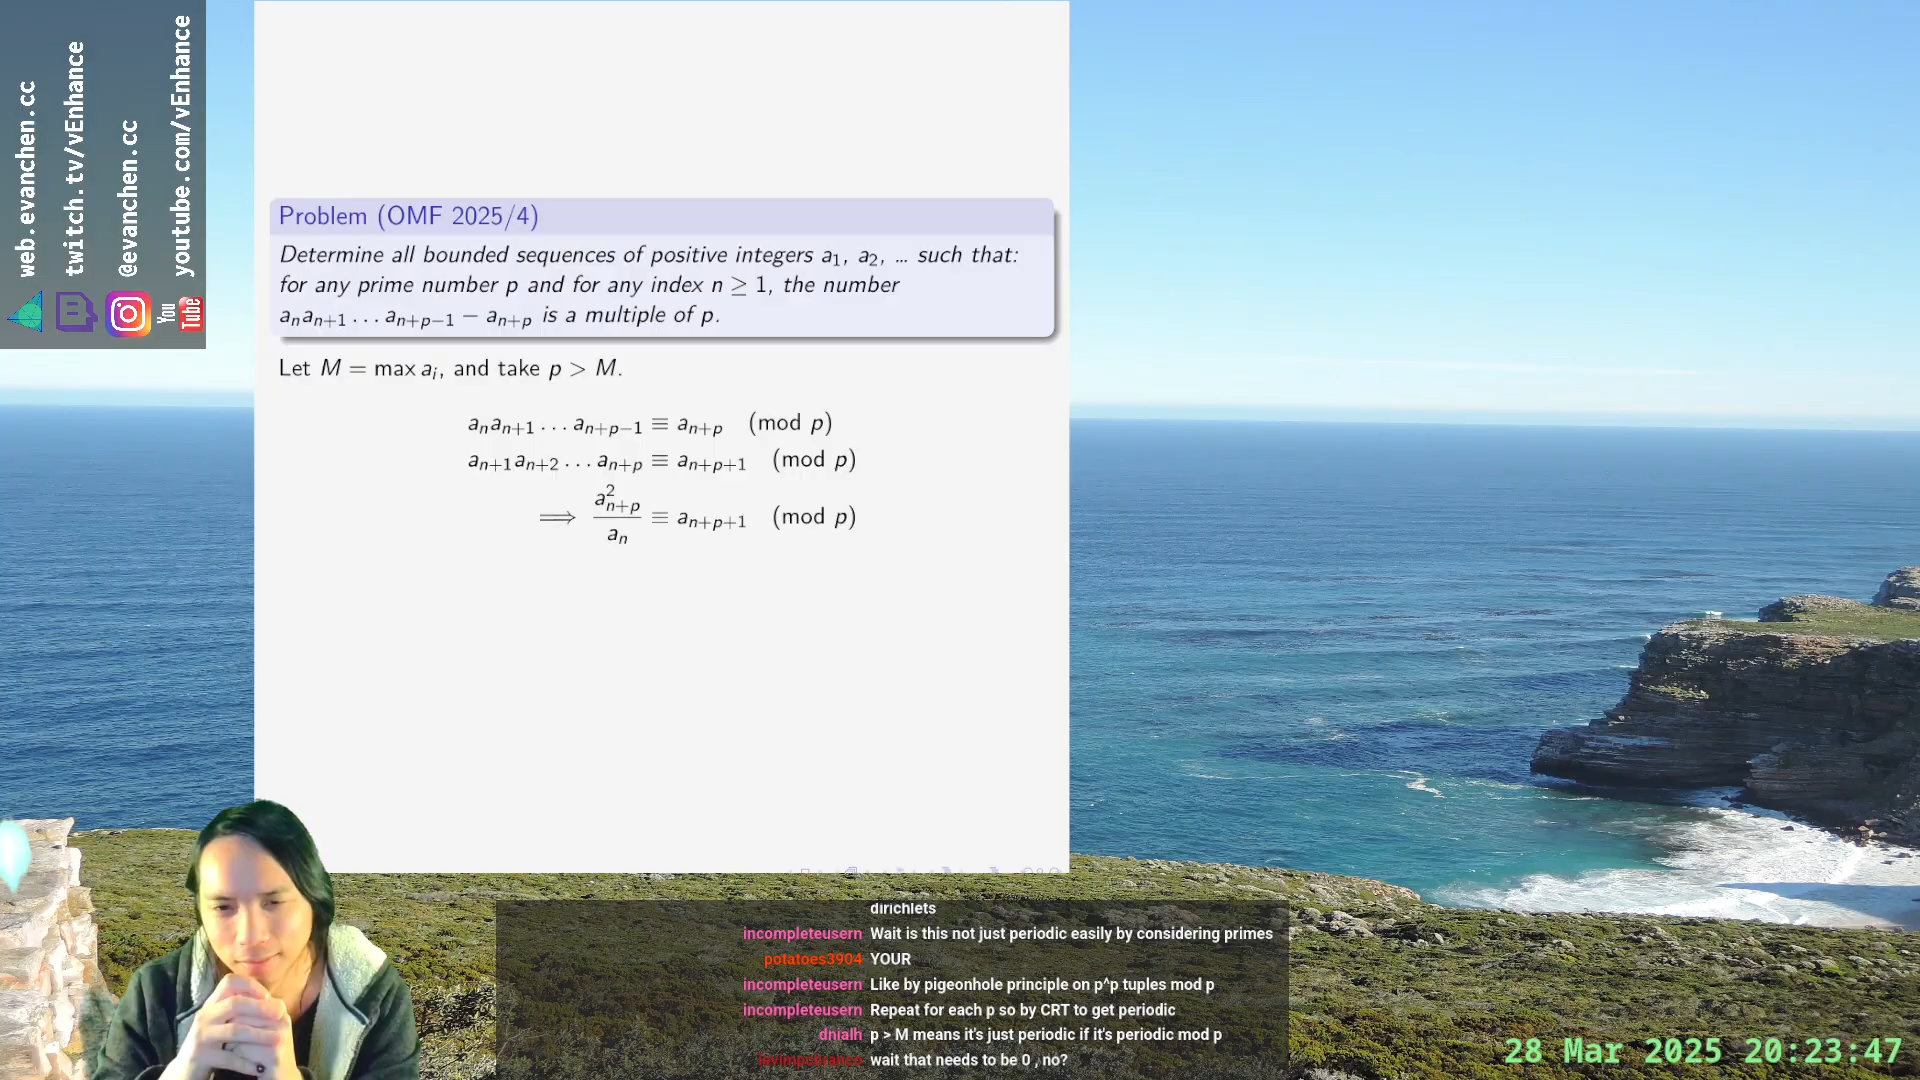 web.evanchen.cc
twitch.tv/vEnhance
@evanchen.cc
youtube.com/vEnhance
You
Tube
Problem (OMF 2025/4)
Determine all bounded sequences of positive integers a₁, a₂, … such that:
for any prime number p and for any index n ≥ 1, the number
aₙaₙ₊₁ . . . aₙ₊ₚ₋₁ − aₙ₊ₚ is a multiple of p.
Let M = max aᵢ, and take p > M.
aₙaₙ₊₁ · · · aₙ₊ₚ₋₁ ≡ aₙ₊ₚ (mod p)
aₙ₊₁aₙ₊₂ . . . aₙ₊ₚ ≡ aₙ₊ₚ₊₁ (mod p)
⟹ a²ₙ₊ₚ / aₙ ≡ aₙ₊ₚ₊₁ (mod p)
dirichlets
incompleteusern Wait is this not just periodic easily by considering primes
potatoes3904 YOUR
incompleteusern Like by pigeonhole principle on p^p tuples mod p
incompleteusern Repeat for each p so by CRT to get periodic
dnialh p > M means it's just periodic if it's periodic mod p
wait that needs to be 0 , no?
28 Mar 2025 20:23:47